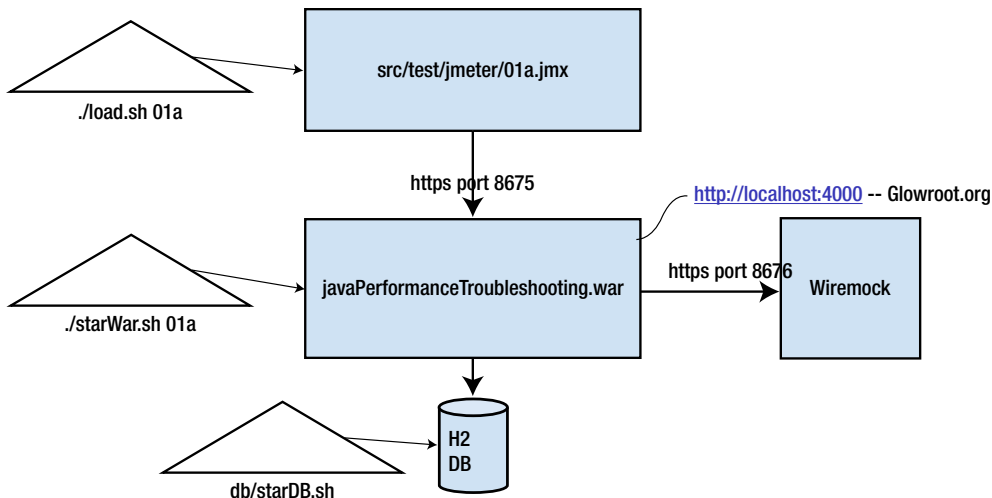 src/test/jmeter/01a.jmx
./load.sh 01a
https port 8675
http://localhost:4000 -- Glowroot.org
https port 8676
javaPerformanceTroubleshooting.war
Wiremock
./starWar.sh 01a
H2
DB
db/starDB.sh